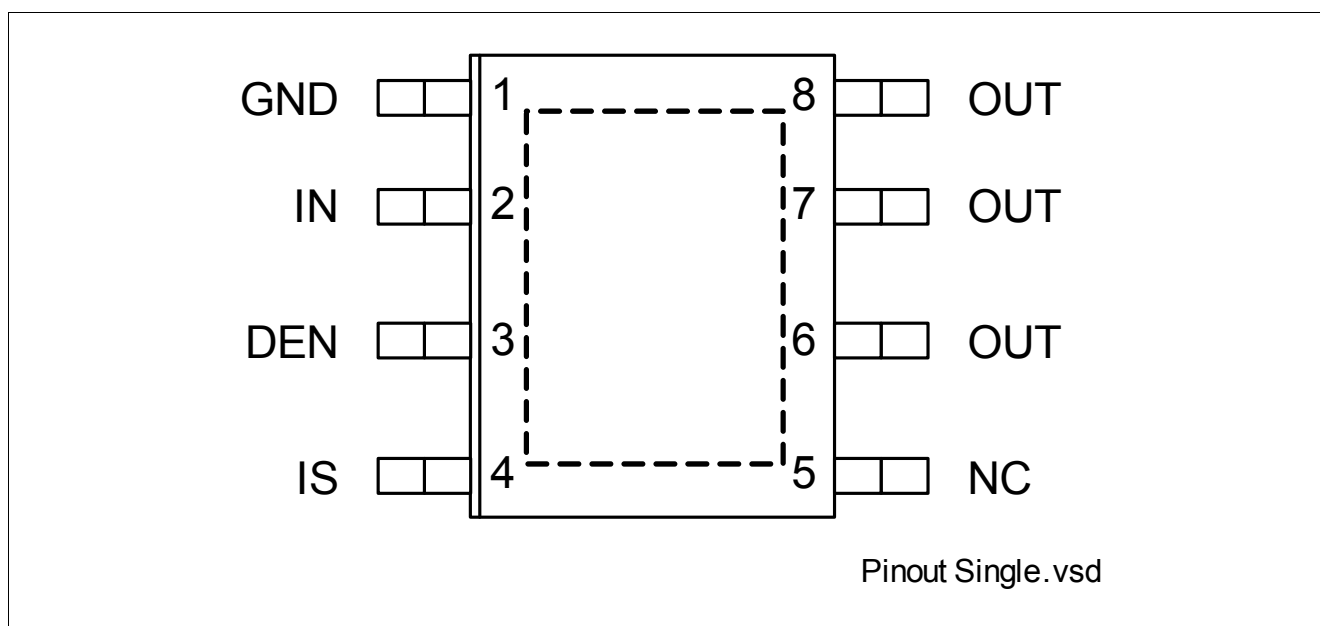 GND 1 8 OUT
IN 2 7 OUT
DEN 3 6 OUT
IS 4 5 NC
Pinout Single.vsd